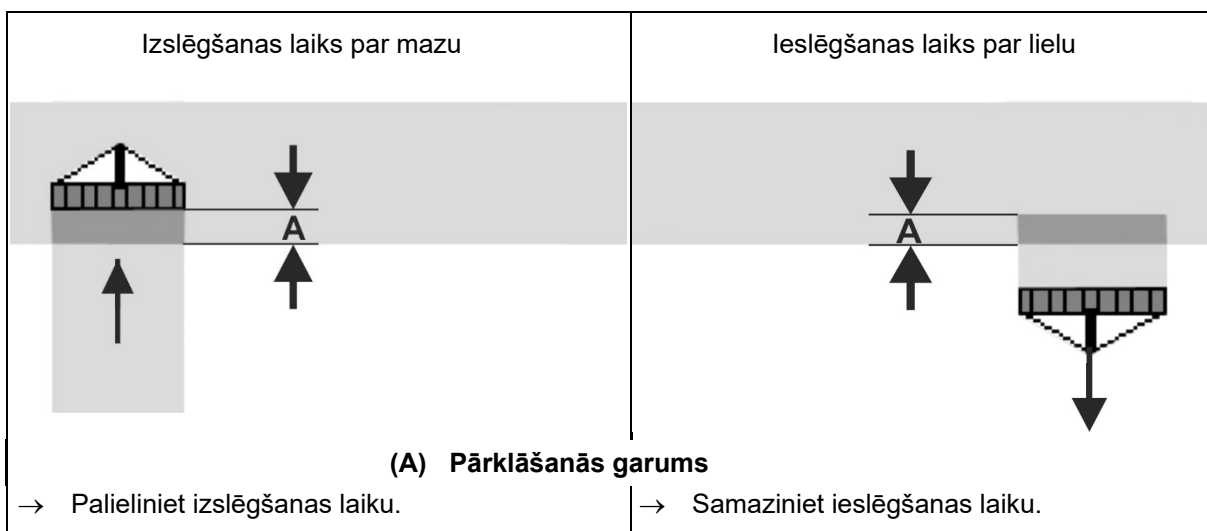 Izslēgšanas laiks par mazu
Ieslēgšanas laiks par lielu
A
A
(A) Pārklāšanās garums
→ Palieliniet izslēgšanas laiku.
→ Samaziniet ieslēgšanas laiku.